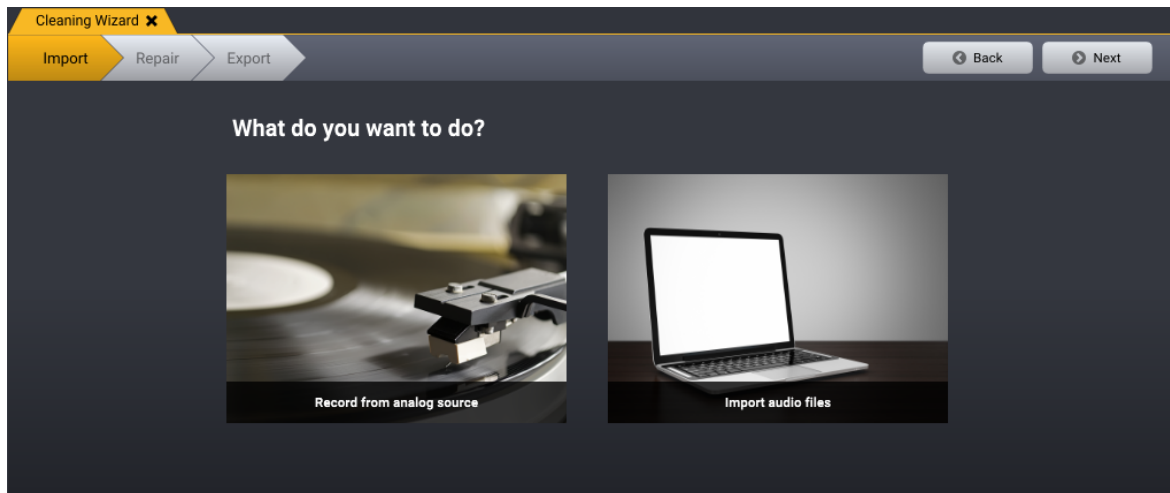 Cleaning Wizard
Import Repair Export Back Next
What do you want to do?
Record from analog source
Import audio files